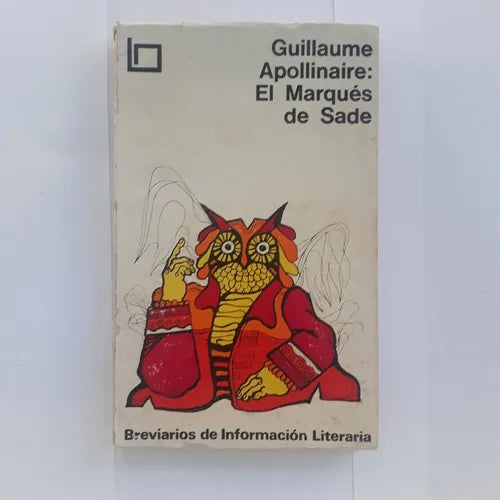 Guillaume
Apollinaire:
El Marqués
de Sade
Breviarios de Información Literaria